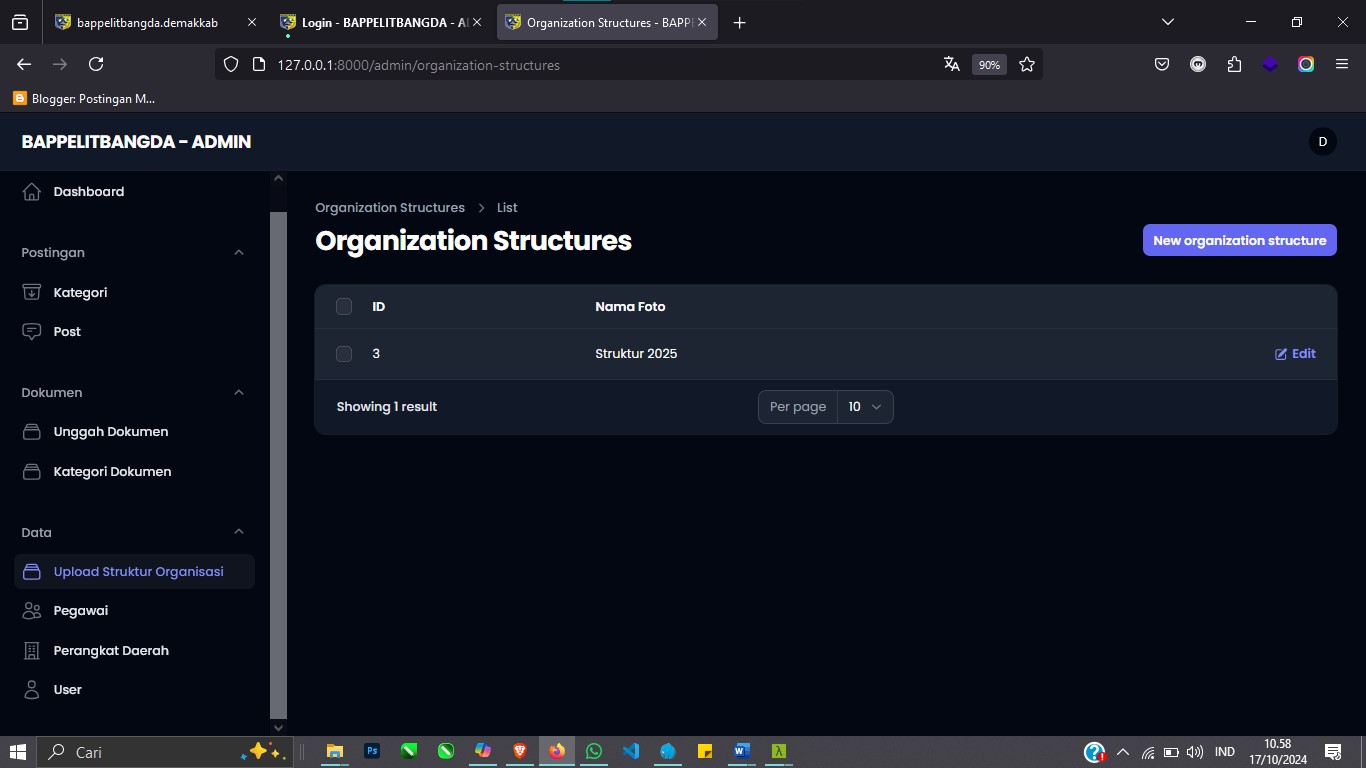 bappelitbangda.demakkab
Login - BAPPELITBANGDA - A
Organization Structures - BAPP
127.0.0.1:8000/admin/organization-structures
90%
Blogger: Postingan M...
BAPPELITBANGDA - ADMIN
D
Dashboard
Postingan
Kategori
Post
Dokumen
Unggah Dokumen
Kategori Dokumen
Data
Upload Struktur Organisasi
Pegawai
Perangkat Daerah
User
Organization Structures
List
Organization Structures
New organization structure
ID
Nama Foto
3
Struktur 2025
Edit
Showing 1 result
Per page
10
Cari
Ps
W
λ
IND
10.58
17/10/2024